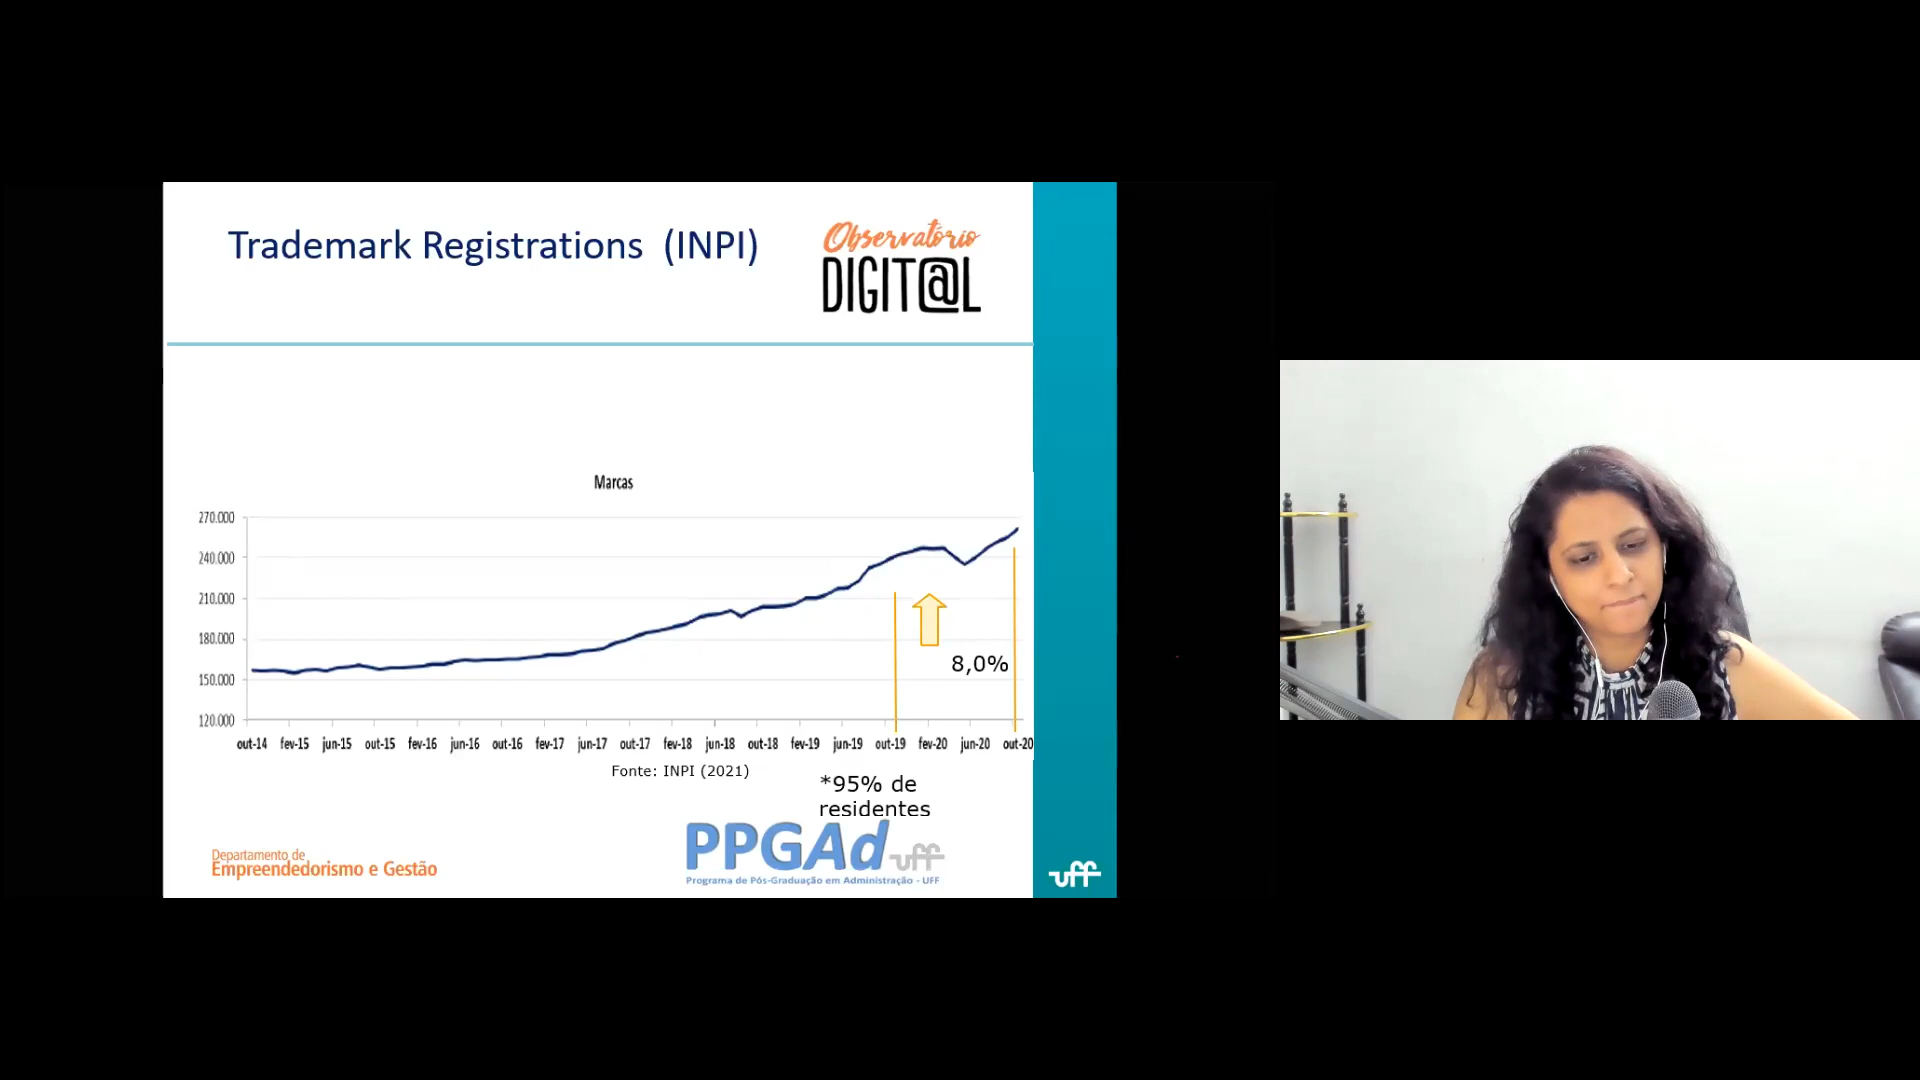 Trademark Registrations (INPI)
Observatório
DIGIT@L
Marcas
270.000
240.000
210.000
180.000
150.000
120.000
8,0%
out-14 fev-15 jun-15 out-15 fev-16 jun-16 out-16 fev-17 jun-17 out-17 fev-18 jun-18 out-18 fev-19 jun-19 out-19 fev-20 jun-20 out-20
Fonte: INPI (2021)
*95% de
residentes
Departamento de
Empreendedorismo e Gestão
PPGAd uff
Programa de Pós-Graduação em Administração - UFF
uff